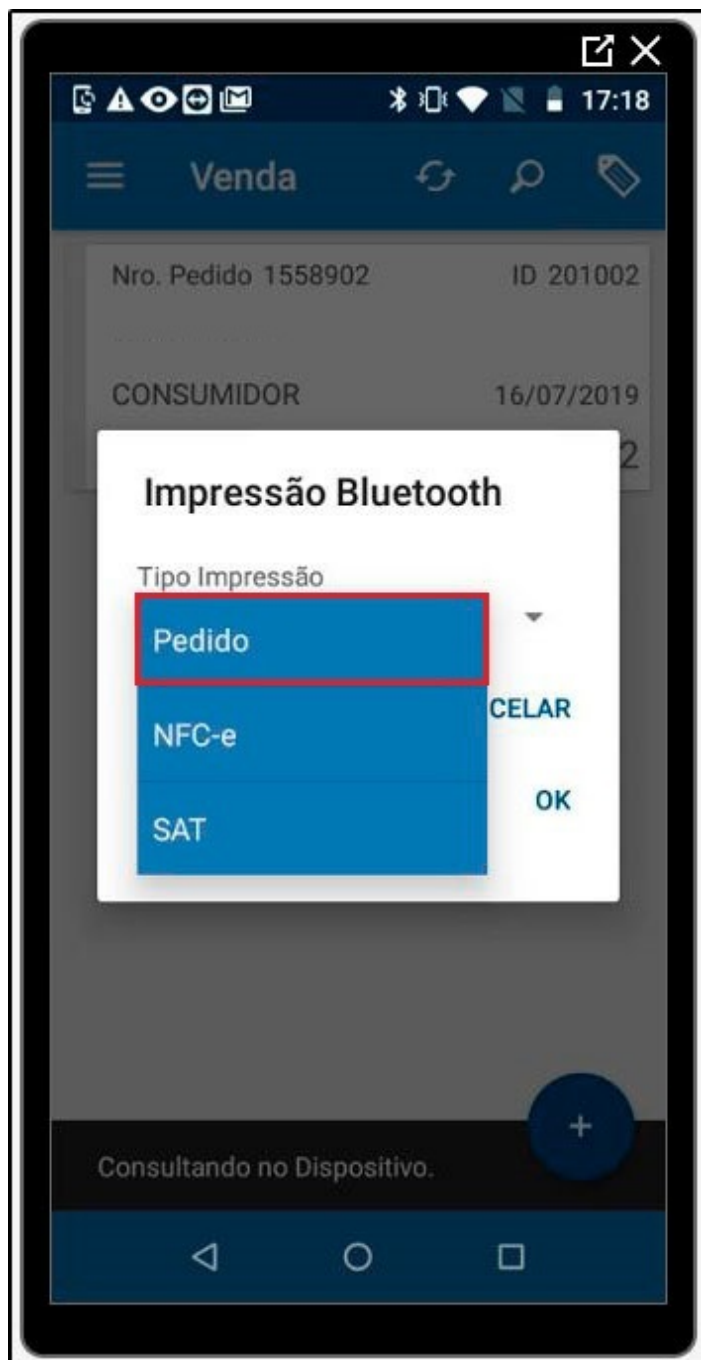 17:18
Venda
Nro. Pedido 1558902 ID 201002
CONSUMIDOR 16/07/2019
2
Impressão Bluetooth
Tipo Impressão
Pedido
CELAR
NFC-e
OK
SAT
Consultando no Dispositivo.